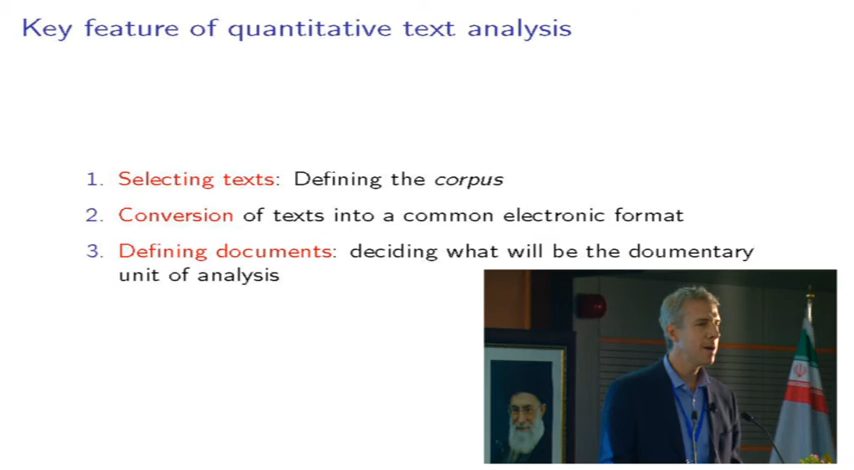 Key feature of quantitative text analysis
1. Selecting texts: Defining the corpus
2. Conversion of texts into a common electronic format
3. Defining documents: deciding what will be the doumentary
unit of analysis